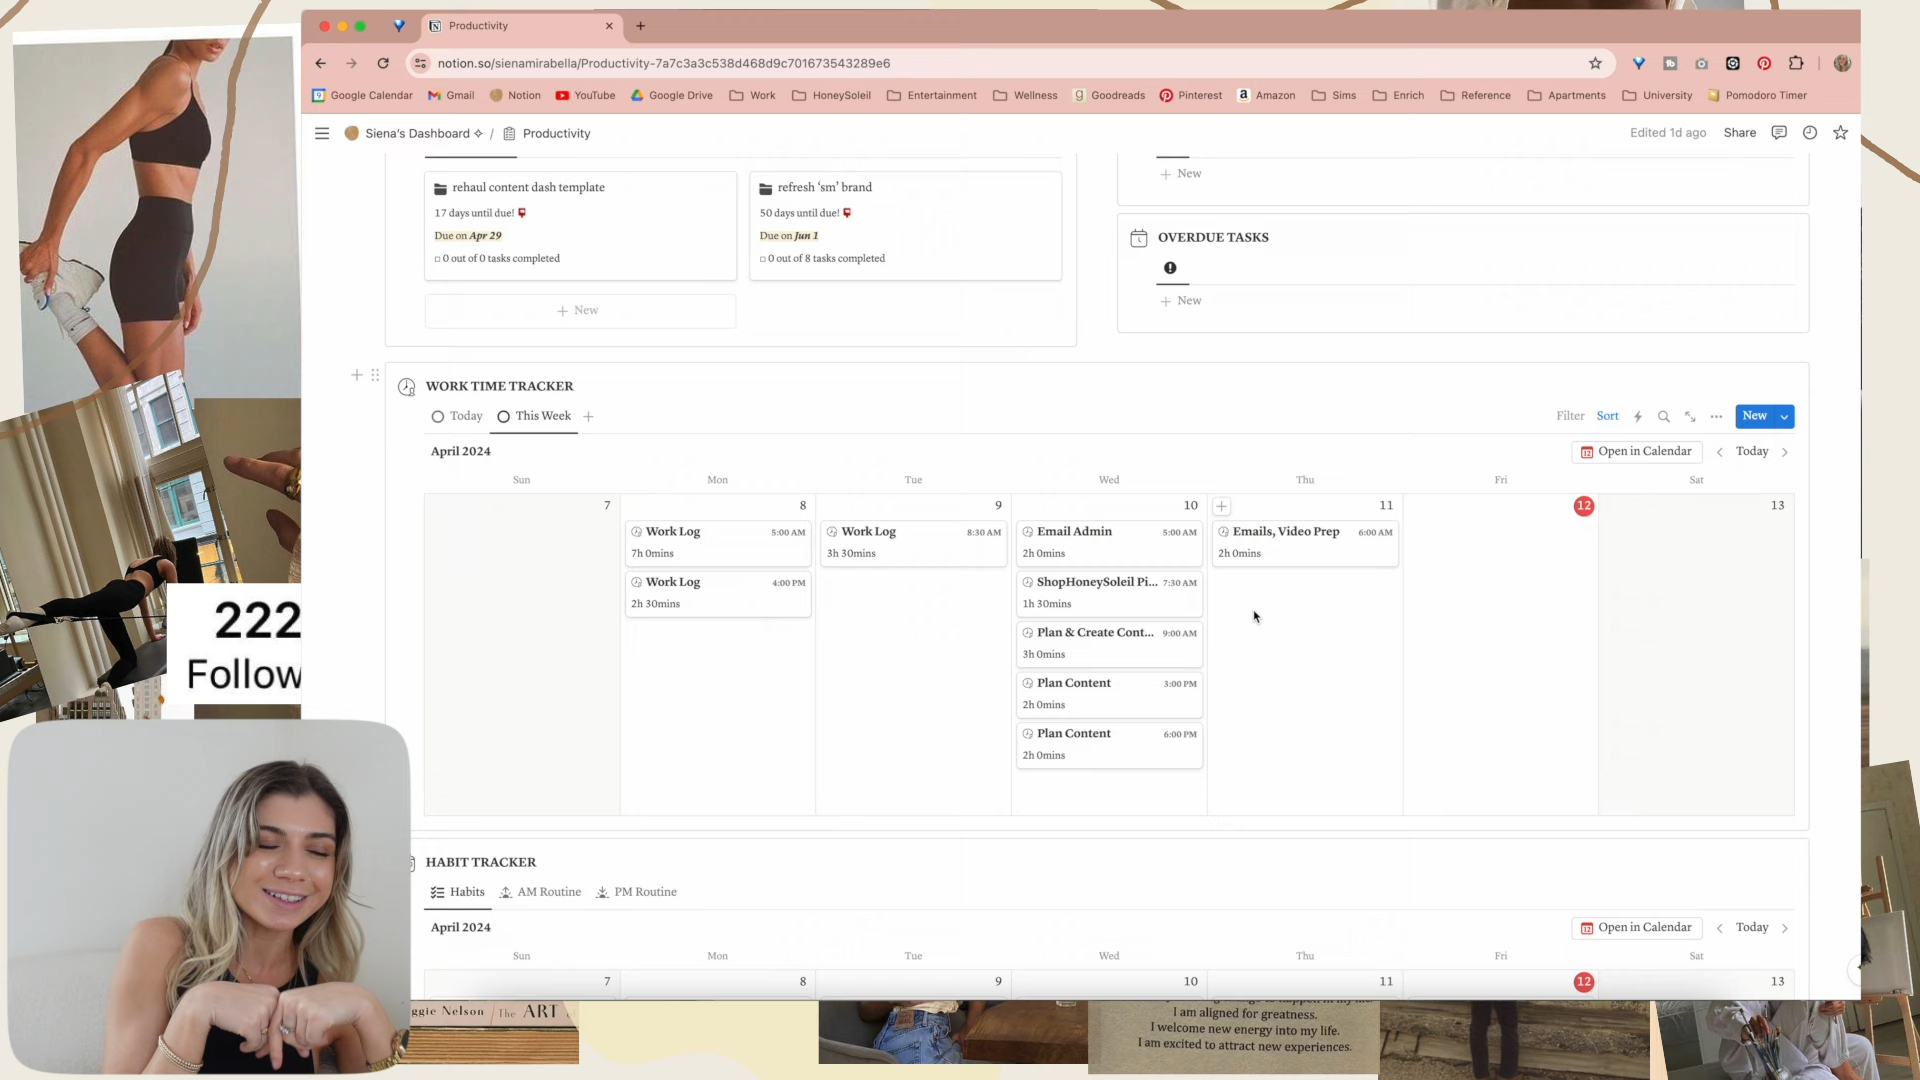 Productivity
notion.so/sienamirabella/Productivity-7a7c3a3c538d468d9c701673543289e6
Google Calendar Gmail Notion YouTube Google Drive Work HoneySoleil Entertainment Wellness Goodreads Pinterest Amazon Sims Enrich Reference Apartments University Pomodoro Timer
Siena's Dashboard ✧ / Productivity
Edited 1d ago Share
rehaul content dash template
17 days until due!
Due on Apr 29
0 out of 0 tasks completed
refresh ‘sm’ brand
50 days until due!
Due on Jun 1
0 out of 8 tasks completed
+ New
+ New
OVERDUE TASKS
+ New
WORK TIME TRACKER
Today This Week +
Filter Sort New
April 2024
Open in Calendar
Today
Sun Mon Tue Wed Thu Fri Sat
7 8 9 10 11 12 13
Work Log 5:00 AM
7h 0mins
Work Log 4:00 PM
2h 30mins
Work Log 8:30 AM
3h 30mins
Email Admin 5:00 AM
2h 0mins
ShopHoneySoleil Pi... 7:30 AM
1h 30mins
Plan & Create Cont... 9:00 AM
3h 0mins
Plan Content 3:00 PM
2h 0mins
Plan Content 6:00 PM
2h 0mins
Emails, Video Prep 6:00 AM
2h 0mins
HABIT TRACKER
Habits AM Routine PM Routine
April 2024
Open in Calendar
Today
Sun Mon Tue Wed Thu Fri Sat
7 8 9 10 11 12 13
222
Follow
ggie Nelson The ART
I am aligned for greatness.
I welcome new energy into my life.
I am excited to attract new experiences.